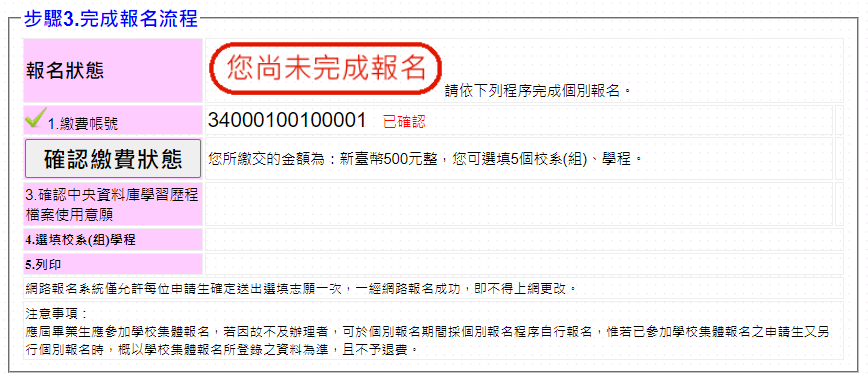 步驟3.完成報名流程
報名狀態
您尚未完成報名 請依下列程序完成個別報名。
1.繳費帳號
34000100100001 已確認
確認繳費狀態
您所繳交的金額為：新臺幣500元整，您可選填5個校系(組)、學程。
3.確認中央資料庫學習歷程
檔案使用意願
4.選填校系(組)學程
5.列印
網路報名系統僅允許每位申請生確定送出選填志願一次，一經網路報名成功，即不得上網更改。
注意事項：
應屆畢業生應參加學校集體報名，若因故不及辦理者，可於個別報名期間採個別報名程序自行報名，惟若已參加學校集體報名之申請生又另
行個別報名時，概以學校集體報名所登錄之資料為準，且不予退費。